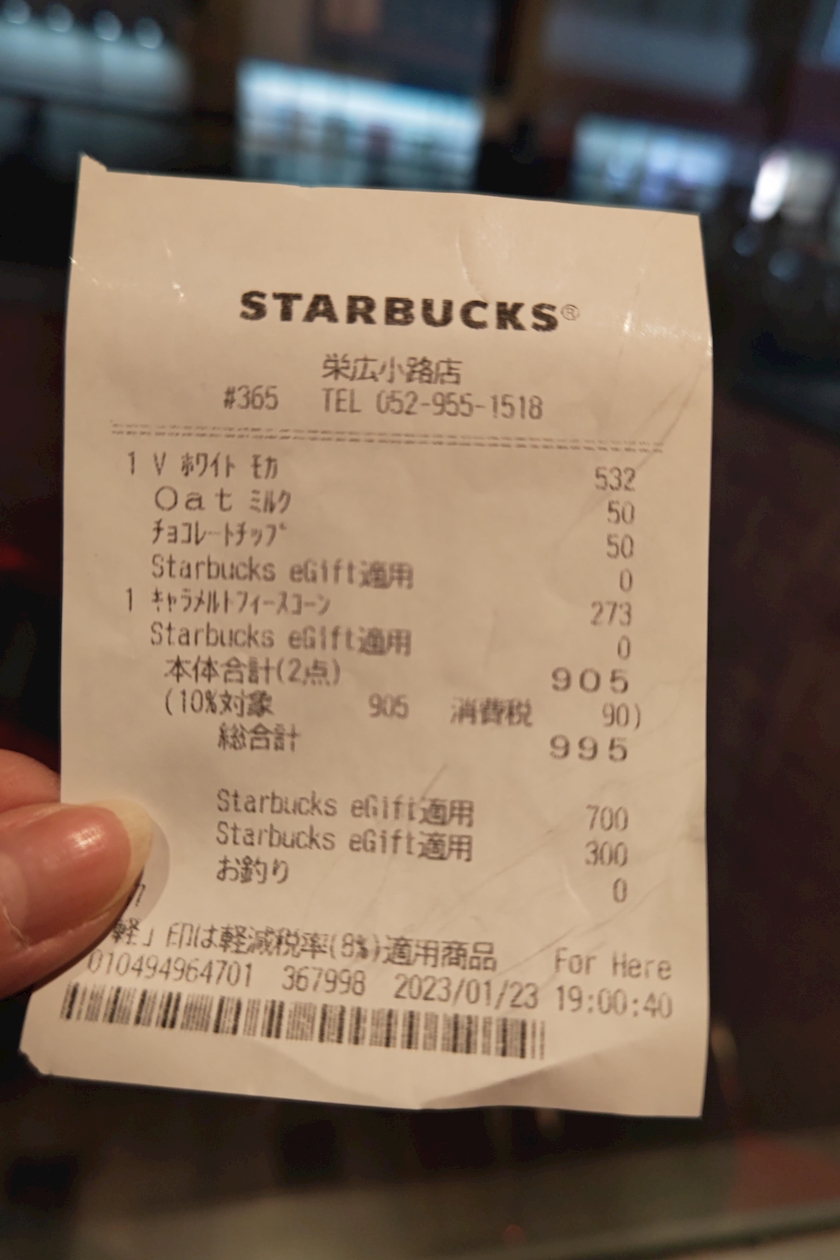 STARBUCKS®
栄広小路店
#365 TEL 052-955-1518
1 V ﾎﾜｲﾄ ﾓｶ 532
Oat ﾐﾙｸ 50
ﾁｮｺﾚｰﾄﾁｯﾌﾟ 50
Starbucks eGift適用 0
1 ｷｬﾗﾒﾙﾄﾌｨｰｽｺｰﾝ 273
Starbucks eGift適用 0
本体合計(2点) 905
(10%対象 905 消費税 90)
総合計 995
Starbucks eGift適用 700
Starbucks eGift適用 300
お釣り 0
軽」印は軽減税率(8%)適用商品 For Here
010494964701 367998 2023/01/23 19:00:40